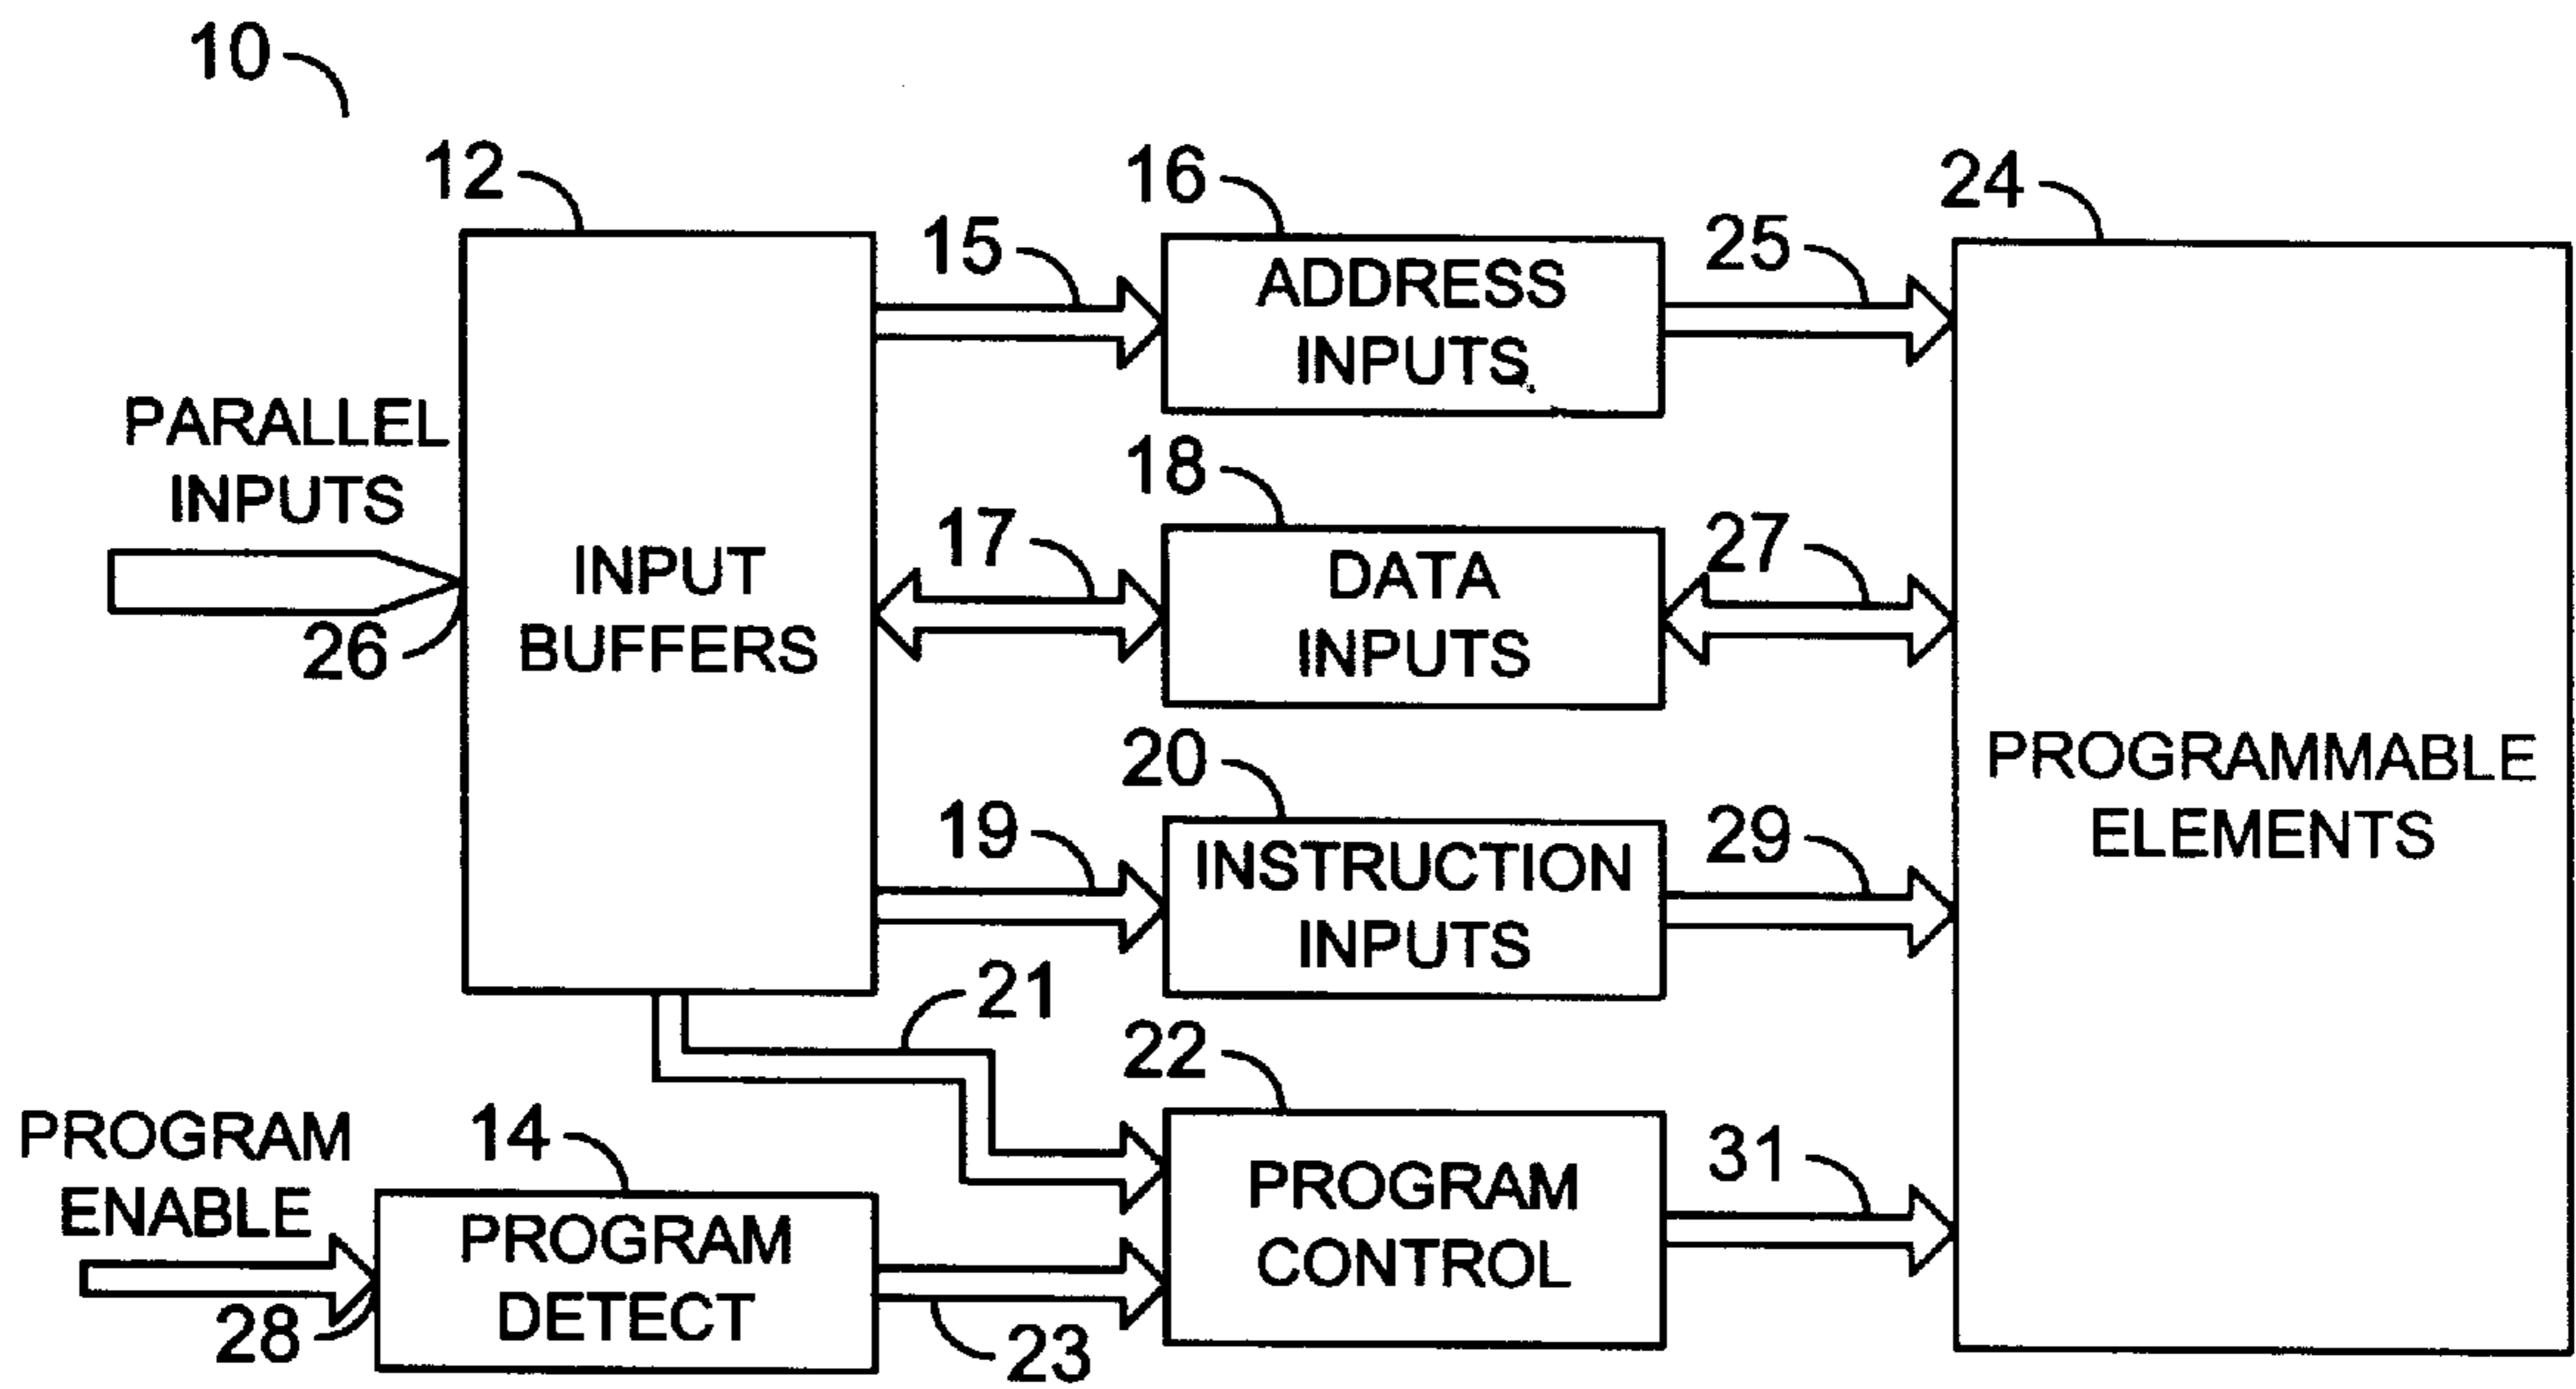 10
12
16
24
15
25
ADDRESS
INPUTS
PARALLEL
INPUTS
26
INPUT
BUFFERS
18
17
27
DATA
INPUTS
20
19
29
INSTRUCTION
INPUTS
PROGRAMMABLE
ELEMENTS
21
22
PROGRAM
ENABLE
28
14
PROGRAM
DETECT
23
PROGRAM
CONTROL
31